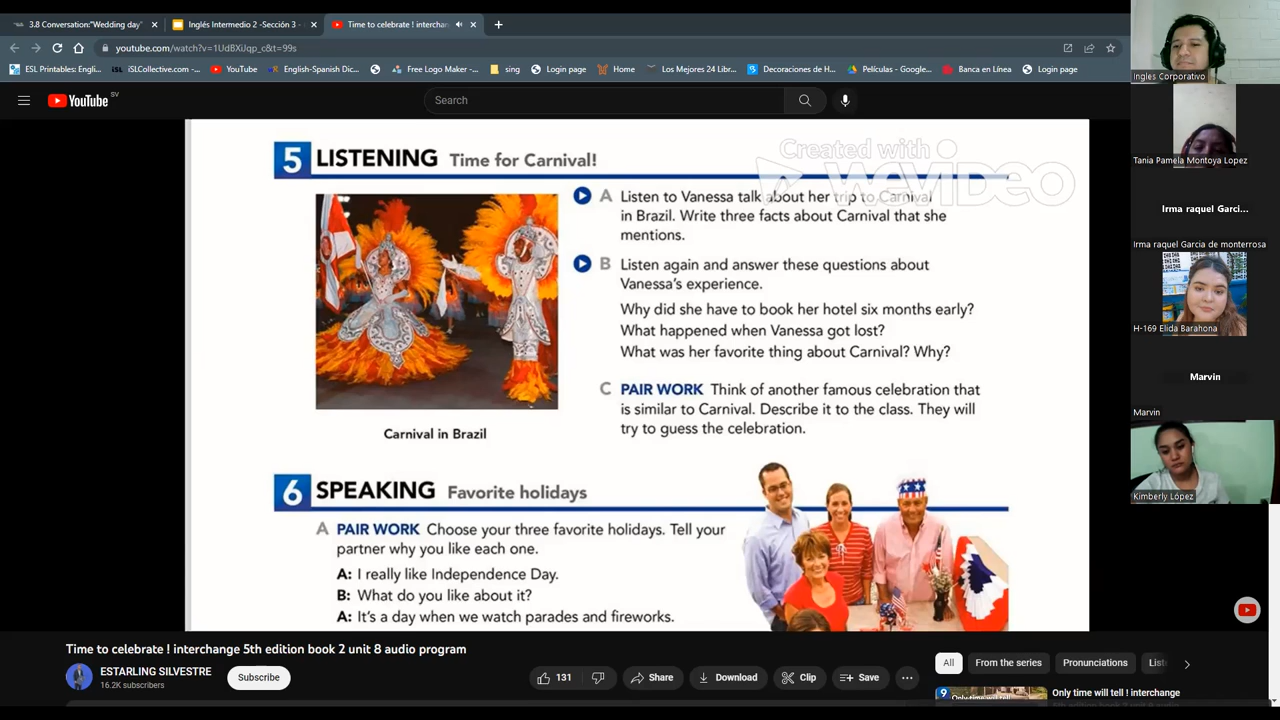 3.8 Conversation:"Wedding day"
Inglés Intermedio 2 -Sección 3 -
Time to celebrate ! interchan
youtube.com/watch?v=1UdBXiJqp_c&t=99s
ESL Printables: Engli...
iSLCollective.com -...
YouTube
English-Spanish Dic...
Free Logo Maker -...
sing
Login page
Home
Los Mejores 24 Libr...
Decoraciones de H...
Películas - Google...
Banca en Línea
Login page
YouTube SV
Search
Created with
WEVIDEO
5 LISTENING Time for Carnival!
A Listen to Vanessa talk about her trip to Carnival
in Brazil. Write three facts about Carnival that she
mentions.
B Listen again and answer these questions about
Vanessa's experience.
Why did she have to book her hotel six months early?
What happened when Vanessa got lost?
What was her favorite thing about Carnival? Why?
C PAIR WORK Think of another famous celebration that
is similar to Carnival. Describe it to the class. They will
try to guess the celebration.
Carnival in Brazil
6 SPEAKING Favorite holidays
A PAIR WORK Choose your three favorite holidays. Tell your
partner why you like each one.
A: I really like Independence Day.
B: What do you like about it?
A: It's a day when we watch parades and fireworks.
Time to celebrate ! interchange 5th edition book 2 unit 8 audio program
ESTARLING SILVESTRE
16.2K subscribers
Subscribe
131
Share
Download
Clip
Save
All
From the series
Pronunciations
List
9
Only time will tell ! interchange
Ingles Corporativo
Tania Pamela Montoya Lopez
Irma raquel Garci...
Irma raquel Garcia de monterrosa
H-169 Elida Barahona
Marvin
Marvin
Kimberly López